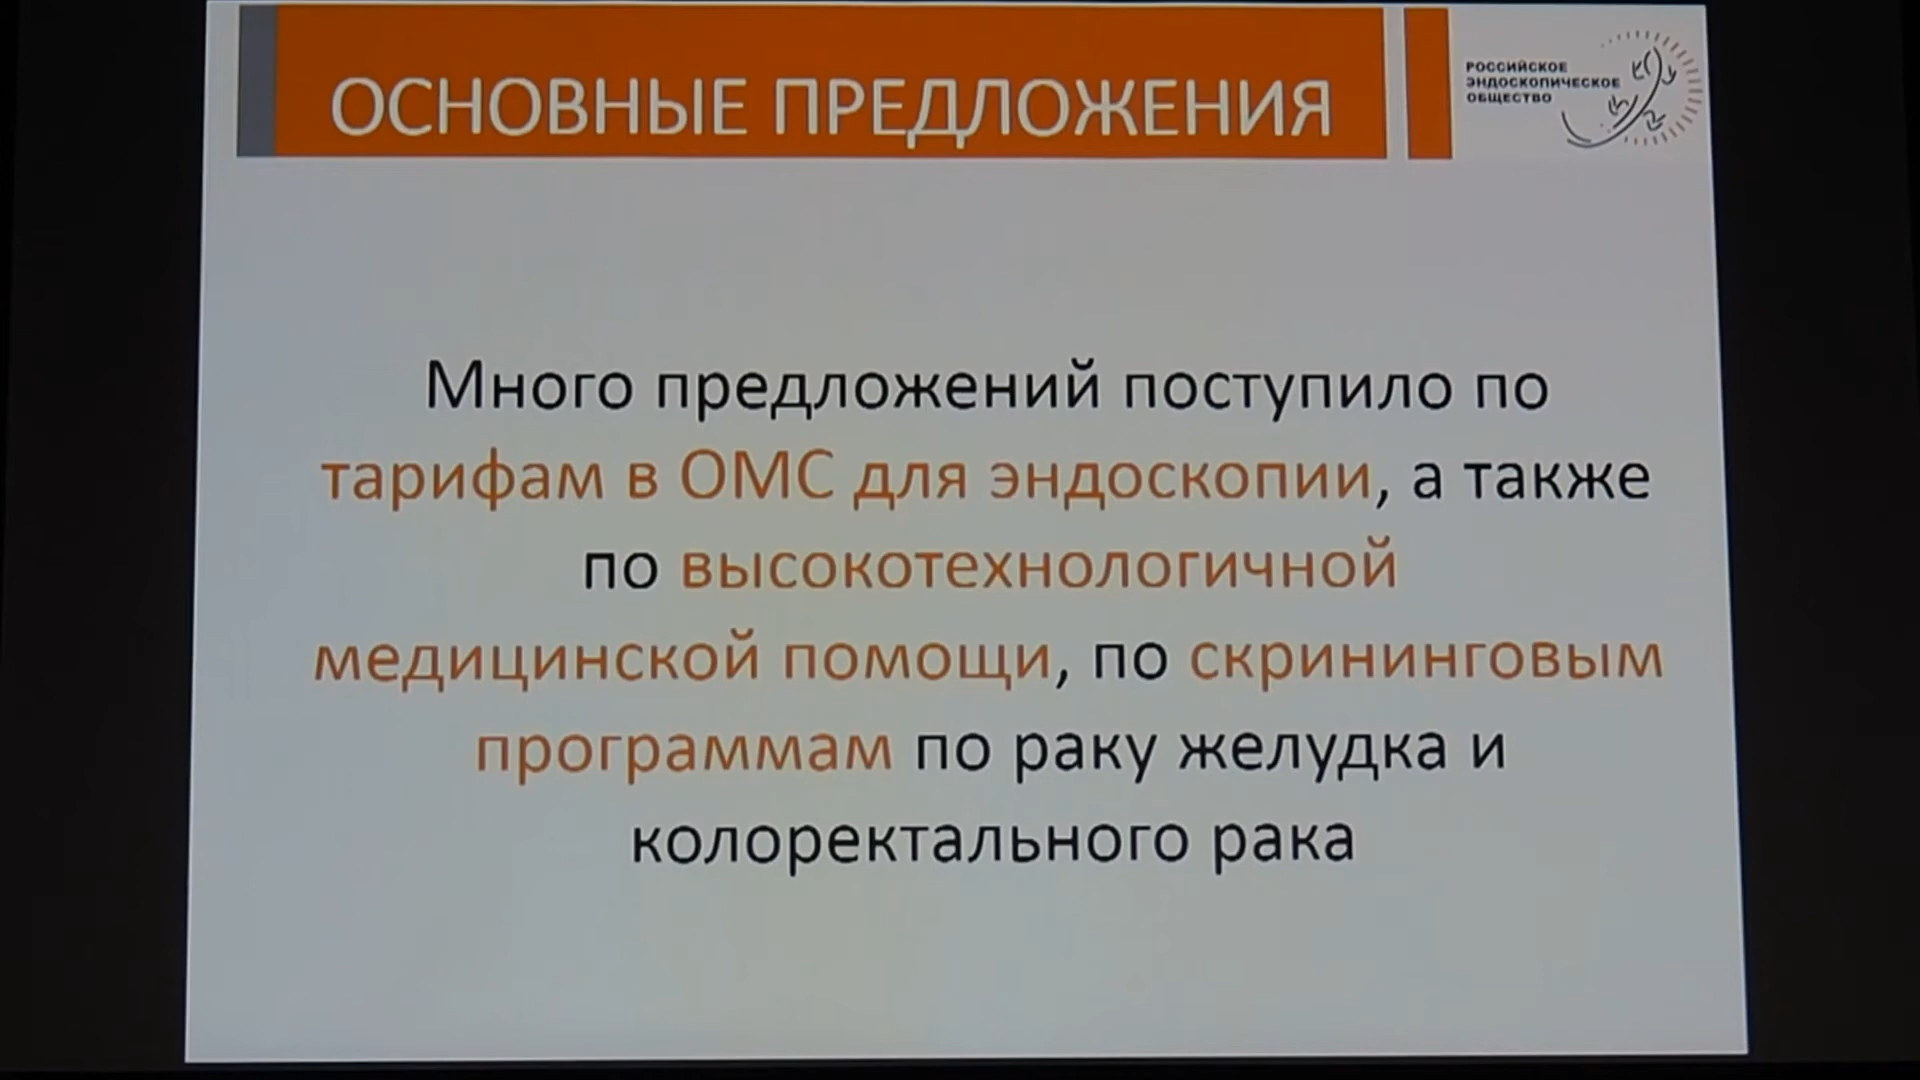 ОСНОВНЫЕ ПРЕДЛОЖЕНИЯ
РОССИЙСКОЕ
ЭНДОСКОПИЧЕСКОЕ
ОБЩЕСТВО
Много предложений поступило по
тарифам в ОМС для эндоскопии, а также
по высокотехнологичной
медицинской помощи, по скрининговым
программам по раку желудка и
колоректального рака